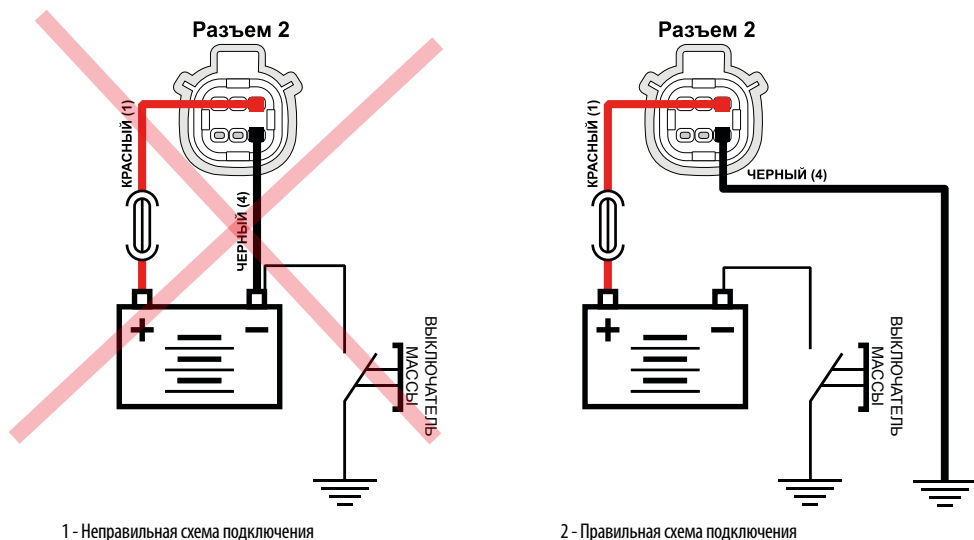 Разъем 2
КРАСНЫЙ (1)
ЧЕРНЫЙ (4)
+
−
ВЫКЛЮЧАТЕЛЬ
МАССЫ
1 - Неправильная схема подключения
Разъем 2
КРАСНЫЙ (1)
ЧЕРНЫЙ (4)
+
−
ВЫКЛЮЧАТЕЛЬ
МАССЫ
2 - Правильная схема подключения